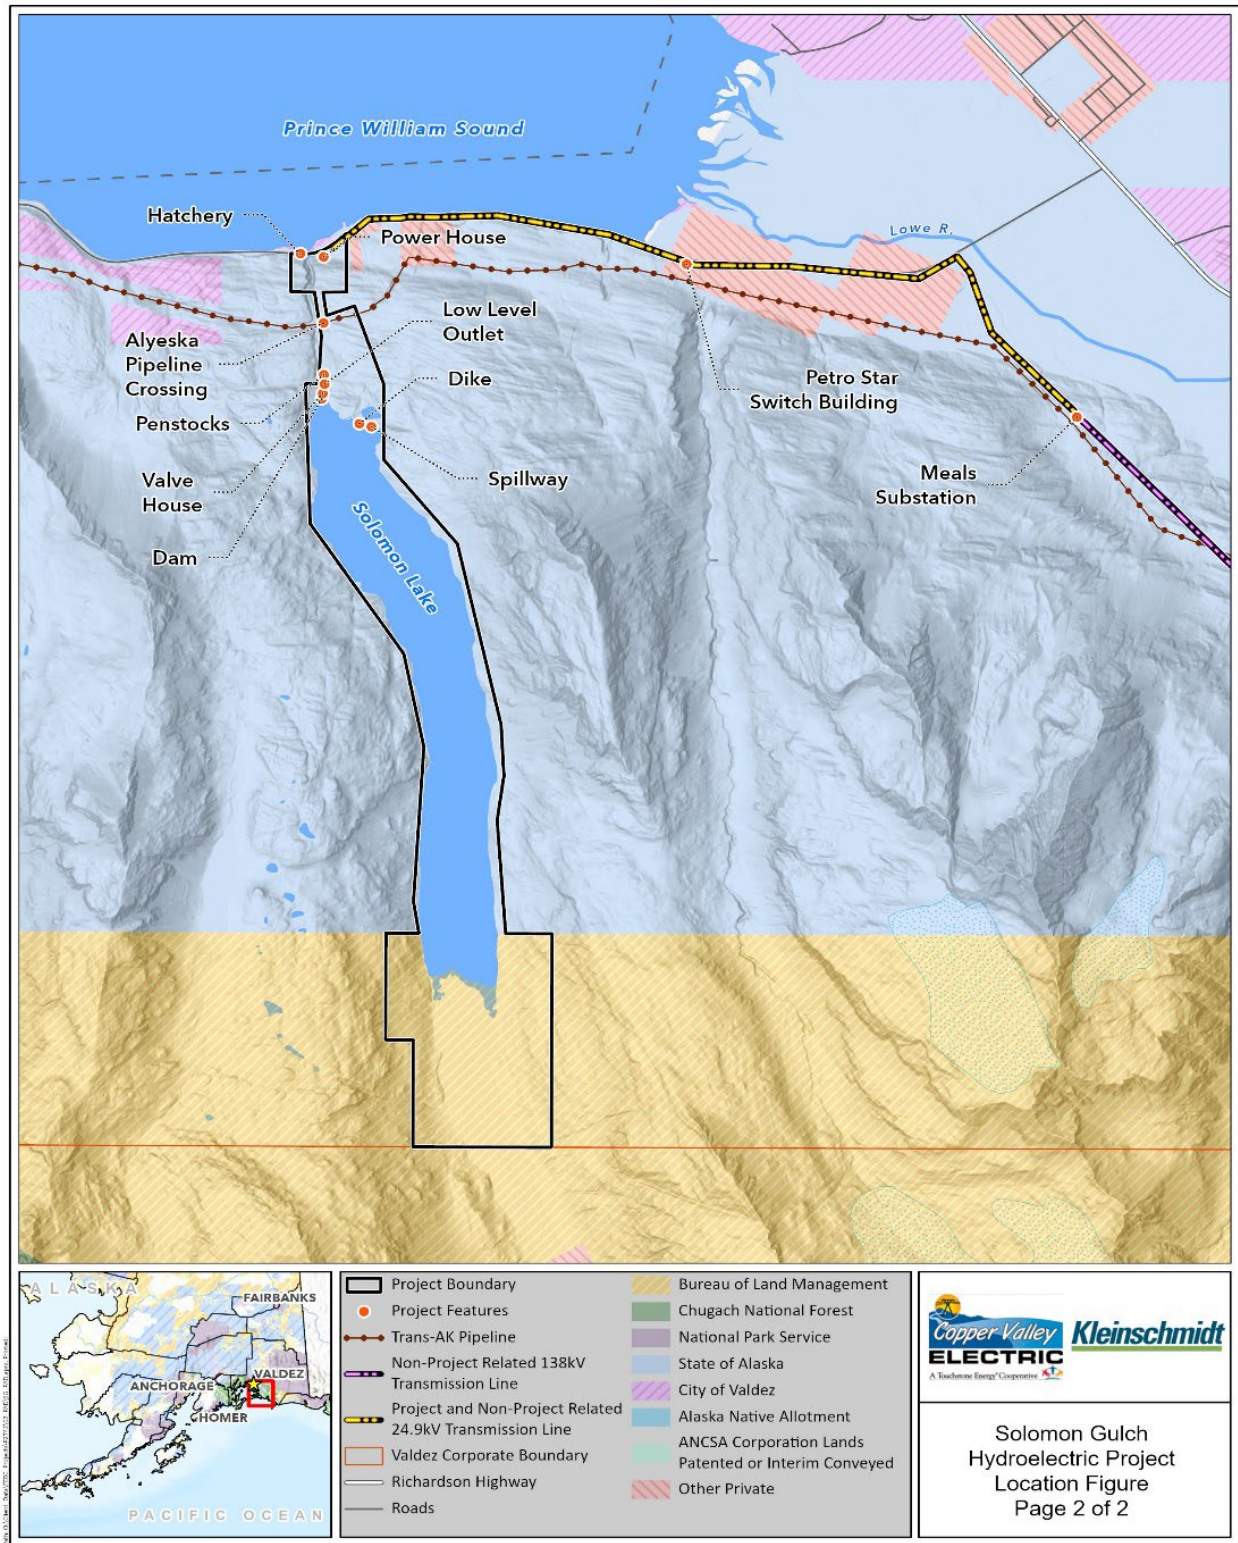 Prince William Sound
Hatchery
Power House
Lowe R.
Low Level
Outlet
Alyeska
Pipeline
Crossing
Dike
Petro Star
Switch Building
Penstocks
Valve
House
Spillway
Meals
Substation
Dam
Solomon Lake
ALASKA
FAIRBANKS
VALDEZ
ANCHORAGE
HOMER
PACIFIC OCEAN
Project Boundary
Project Features
Trans-AK Pipeline
Non-Project Related 138kV
Transmission Line
Project and Non-Project Related
24.9kV Transmission Line
Valdez Corporate Boundary
Richardson Highway
Roads
Bureau of Land Management
Chugach National Forest
National Park Service
State of Alaska
City of Valdez
Alaska Native Allotment
ANCSA Corporation Lands
Patented or Interim Conveyed
Other Private
Copper Valley
ELECTRIC
A Touchstone Energy® Cooperative
Kleinschmidt
Solomon Gulch
Hydroelectric Project
Location Figure
Page 2 of 2